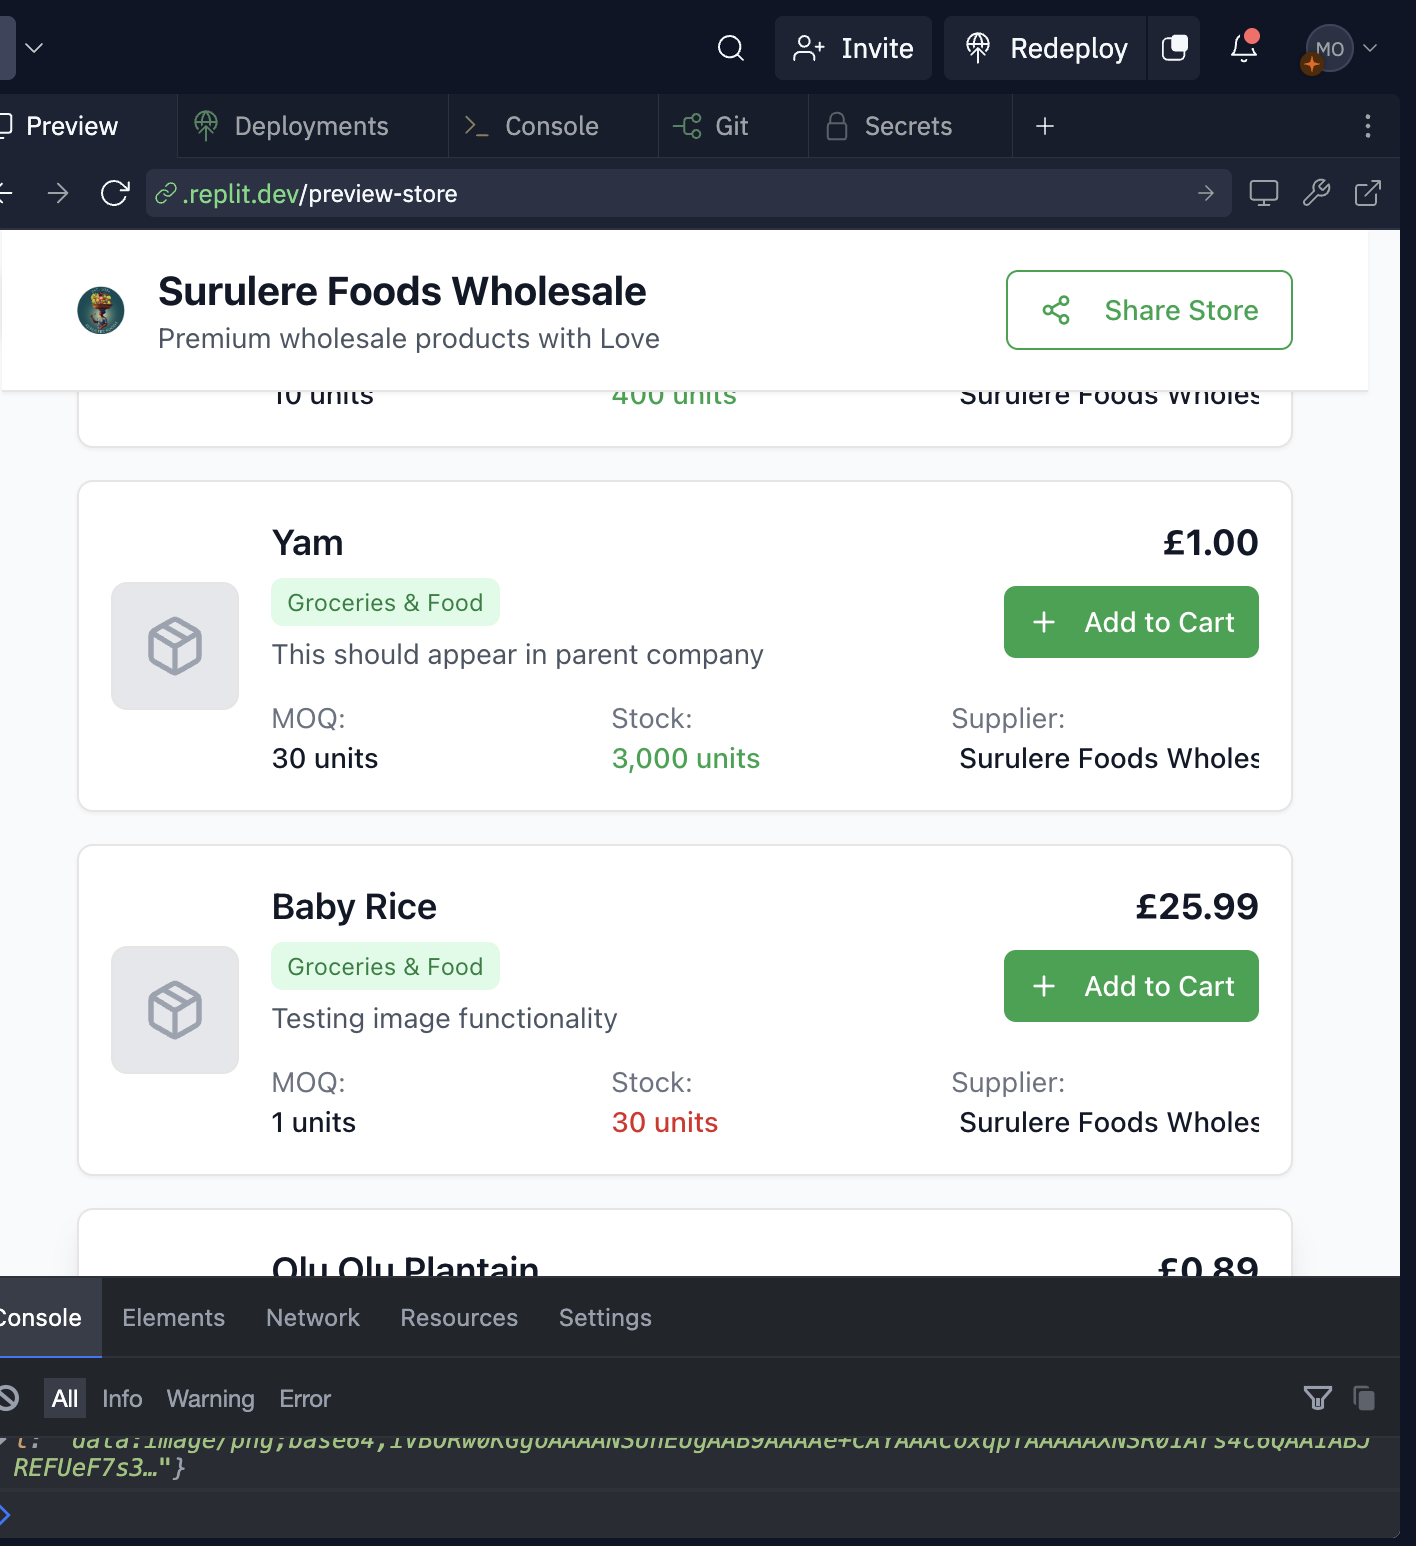 Invite
Redeploy
MO
Preview
Deployments
Console
Git
Secrets
.replit.dev/preview-store
Surulere Foods Wholesale
Premium wholesale products with Love
Share Store
10 units
400 units
Surulere Foods Wholes
Yam
£1.00
Groceries & Food
Add to Cart
This should appear in parent company
MOQ:
Stock:
Supplier:
30 units
3,000 units
Surulere Foods Wholes
Baby Rice
£25.99
Groceries & Food
Add to Cart
Testing image functionality
MOQ:
Stock:
Supplier:
1 units
30 units
Surulere Foods Wholes
Olu Olu Plantain
£0.89
Console
Elements
Network
Resources
Settings
All
Info
Warning
Error
"data:image/png;base64,
REFUeF7s3…"}